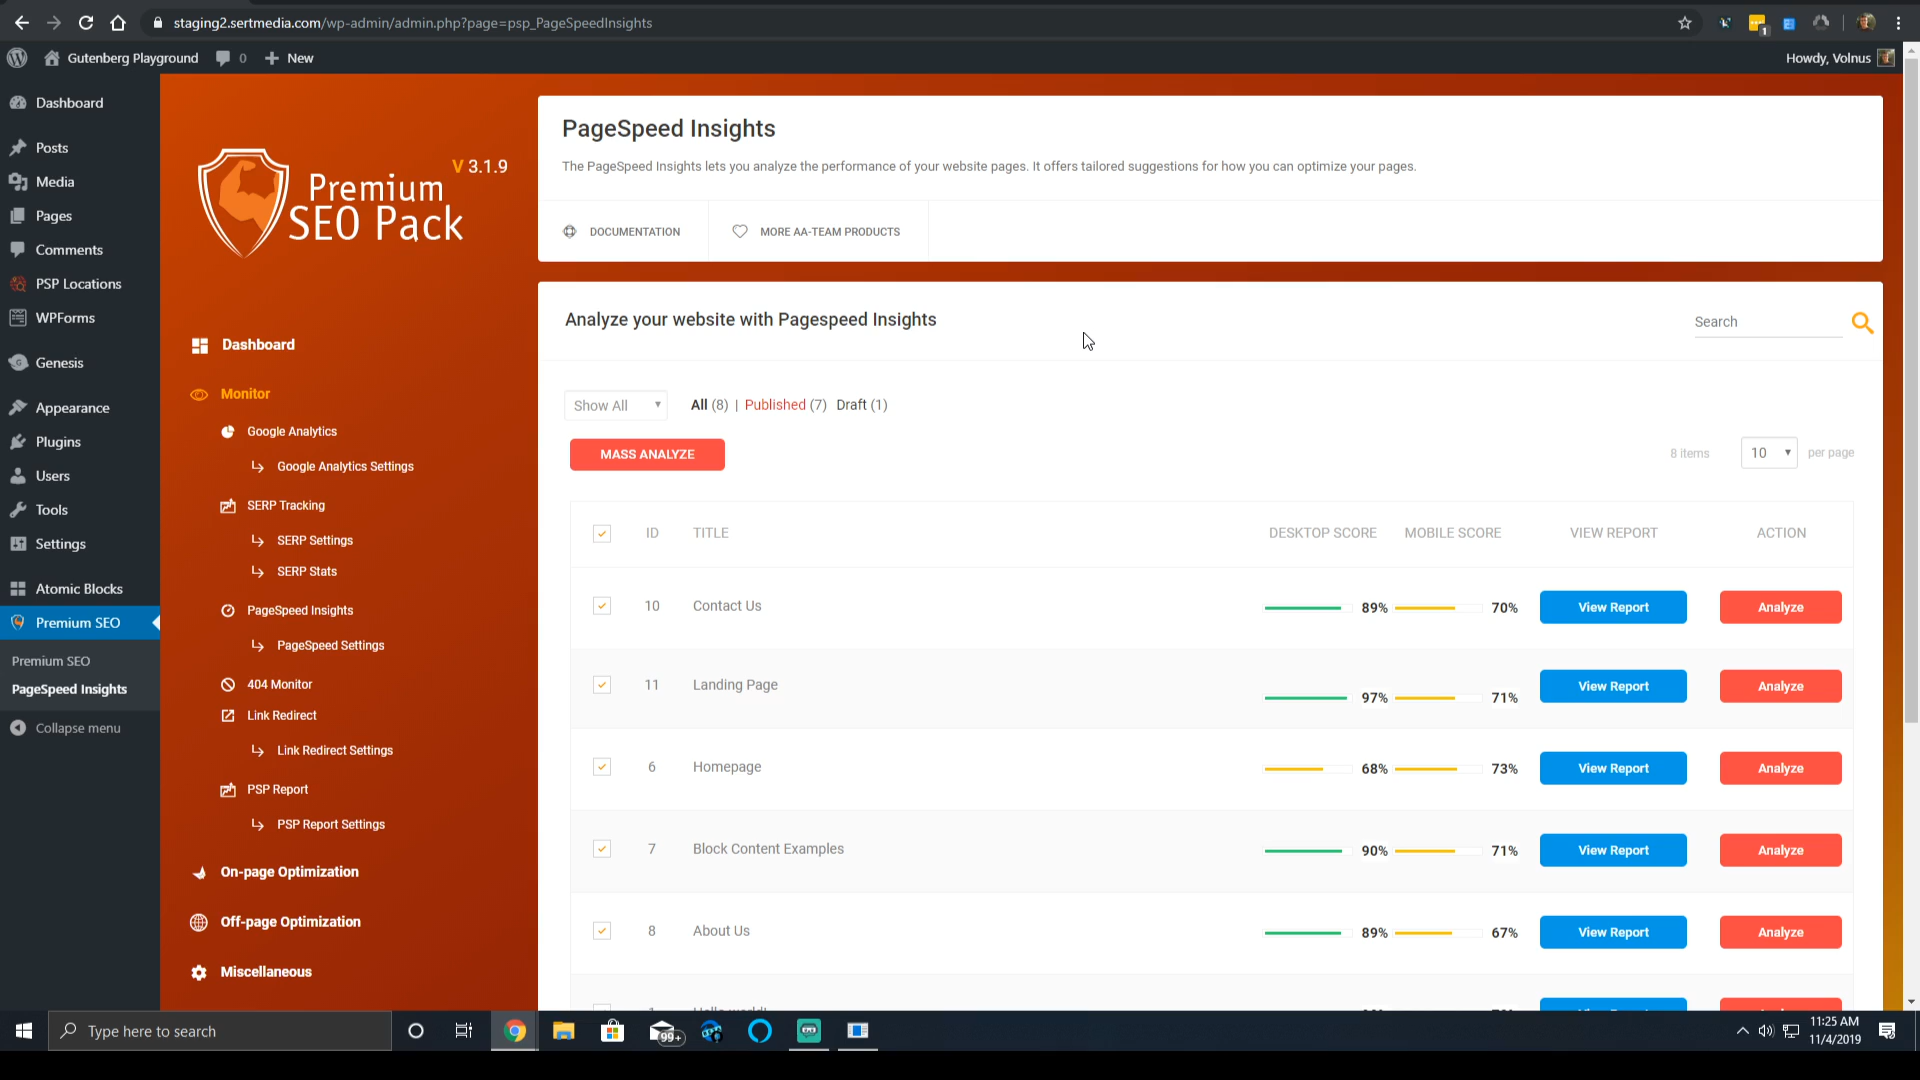 staging2.sertmedia.com/wp-admin/admin.php?page=psp_PageSpeedInsights
1
Gutenberg Playground 0 New
Howdy, Volnus
Dashboard
Posts
Media
Pages
Comments
PSP Locations
WPForms
Genesis
Appearance
Plugins
Users
Tools
Settings
Atomic Blocks
Premium SEO
Premium SEO
PageSpeed Insights
Collapse menu
V 3.1.9
Premium
SEO Pack
Dashboard
Monitor
Google Analytics
Google Analytics Settings
SERP Tracking
SERP Settings
SERP Stats
PageSpeed Insights
PageSpeed Settings
404 Monitor
Link Redirect
Link Redirect Settings
PSP Report
PSP Report Settings
On-page Optimization
Off-page Optimization
Miscellaneous
PageSpeed Insights
The PageSpeed Insights lets you analyze the performance of your website pages. It offers tailored suggestions for how you can optimize your pages.
DOCUMENTATION MORE AA-TEAM PRODUCTS
Analyze your website with Pagespeed Insights
Search
Show All All (8) | Published (7) Draft (1)
MASS ANALYZE
8 items 10 per page
ID TITLE DESKTOP SCORE MOBILE SCORE VIEW REPORT ACTION
10 Contact Us 89% 70% View Report Analyze
11 Landing Page 97% 71% View Report Analyze
6 Homepage 68% 73% View Report Analyze
7 Block Content Examples 90% 71% View Report Analyze
8 About Us 89% 67% View Report Analyze
Type here to search
99+
11:25 AM
11/4/2019